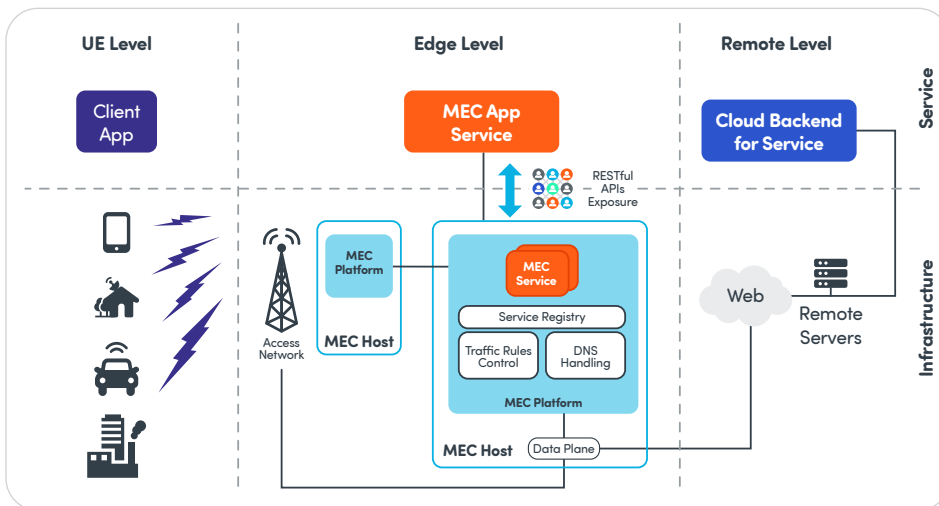 UE Level
Edge Level
Remote Level
Service
Client
App
MEC App
Service
Cloud Backend
for Service
RESTful
APIs
Exposure
MEC
Platform
MEC
Service
Service Registry
Traffic Rules
Control
DNS
Handling
MEC Platform
MEC Host
Access
Network
MEC Host
Data Plane
Web
Remote
Servers
Infrastructure